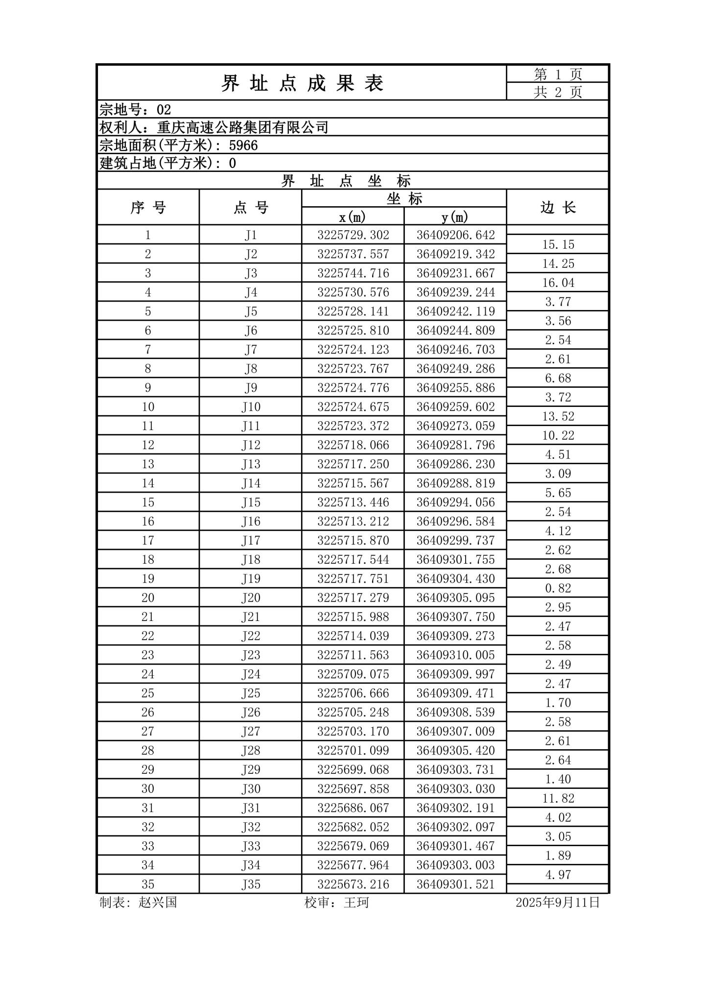 界 址 点 成 果 表
第 1 页
共 2 页
宗地号: 02
权利人: 重庆高速公路集团有限公司
宗地面积(平方米): 5966
建筑占地(平方米): 0
界 址 点 坐 标
序 号 点 号 坐 标 边 长
x(m) y(m)
1 J1 3225729.302 36409206.642
15.15
2 J2 3225737.557 36409219.342
14.25
3 J3 3225744.716 36409231.667
16.04
4 J4 3225730.576 36409239.244
3.77
5 J5 3225728.141 36409242.119
3.56
6 J6 3225725.810 36409244.809
2.54
7 J7 3225724.123 36409246.703
2.61
8 J8 3225723.767 36409249.286
6.68
9 J9 3225724.776 36409255.886
3.72
10 J10 3225724.675 36409259.602
13.52
11 J11 3225723.372 36409273.059
10.22
12 J12 3225718.066 36409281.796
4.51
13 J13 3225717.250 36409286.230
3.09
14 J14 3225715.567 36409288.819
5.65
15 J15 3225713.446 36409294.056
2.54
16 J16 3225713.212 36409296.584
4.12
17 J17 3225715.870 36409299.737
2.62
18 J18 3225717.544 36409301.755
2.68
19 J19 3225717.751 36409304.430
0.82
20 J20 3225717.279 36409305.095
2.95
21 J21 3225715.988 36409307.750
2.47
22 J22 3225714.039 36409309.273
2.58
23 J23 3225711.563 36409310.005
2.49
24 J24 3225709.075 36409309.997
2.47
25 J25 3225706.666 36409309.471
1.70
26 J26 3225705.248 36409308.539
2.58
27 J27 3225703.170 36409307.009
2.61
28 J28 3225701.099 36409305.420
2.64
29 J29 3225699.068 36409303.731
1.40
30 J30 3225697.858 36409303.030
11.82
31 J31 3225686.067 36409302.191
4.02
32 J32 3225682.052 36409302.097
3.05
33 J33 3225679.069 36409301.467
1.89
34 J34 3225677.964 36409303.003
4.97
35 J35 3225673.216 36409301.521
制表: 赵兴国 校审: 王珂 2025年9月11日